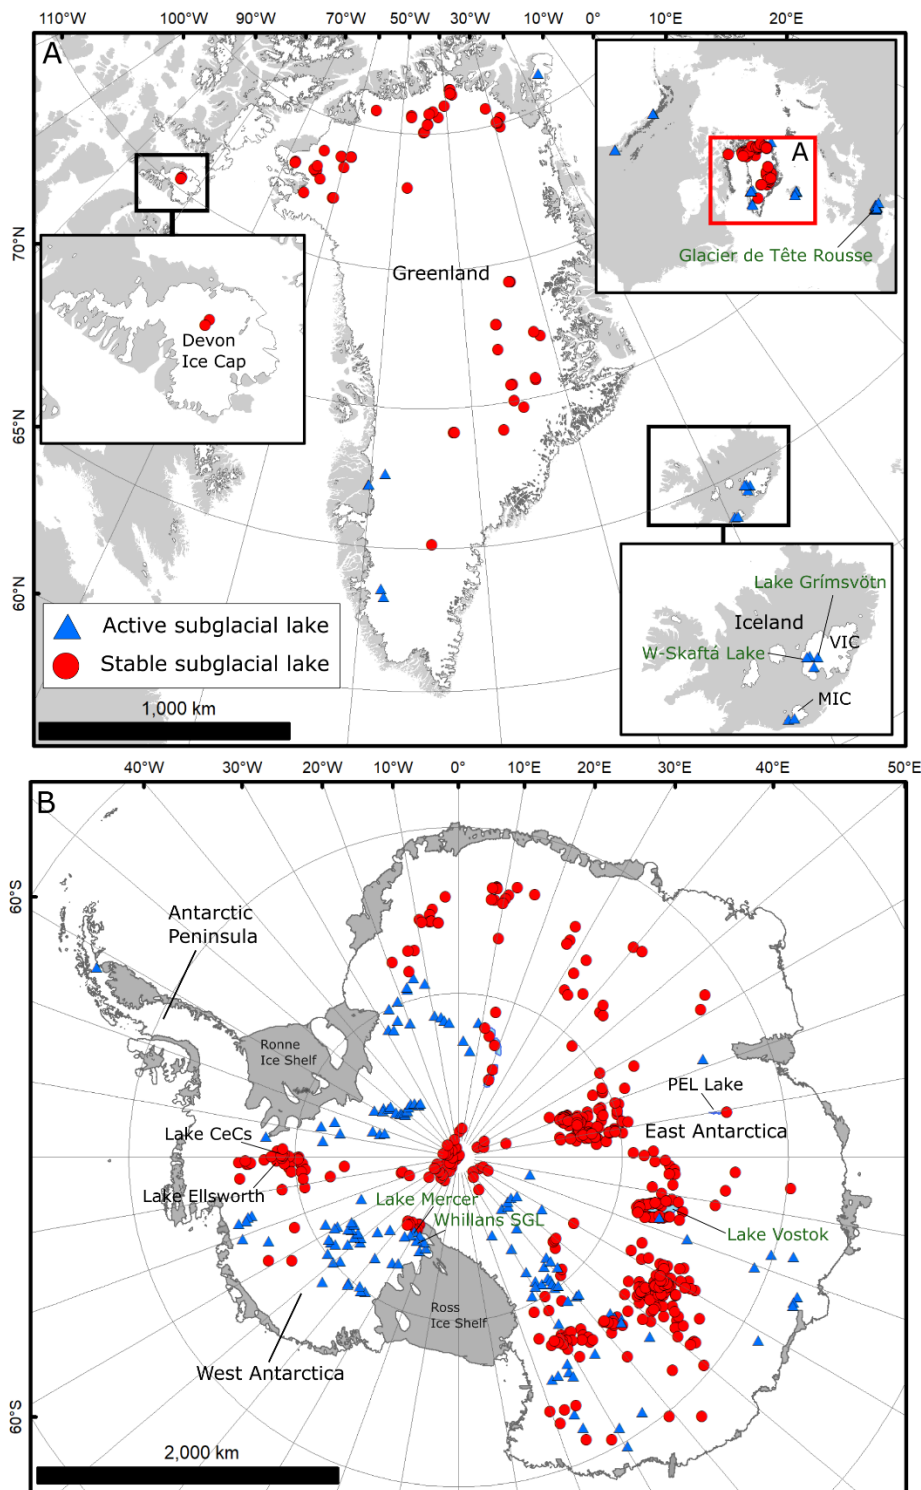 110°W 100°W 90°W 80°W 70°W 60°W 50°W 40°W 30°W 20°W 10°W 0° 10°E 20°E
A
A
Glacier de Tête Rousse
70°N
Greenland
Devon
Ice Cap
65°N
60°N
Lake Grímsvötn
Iceland
VIC
W-Skaftá Lake
MIC
Active subglacial lake
Stable subglacial lake
1,000 km
40°W 30°W 20°W 10°W 0° 10°E 20°E 30°E 40°E 50°E
B
60°S
Antarctic
Peninsula
Ronne
Ice Shelf
PEL Lake
Lake CeCs
East Antarctica
Lake Ellsworth
Lake Mercer
Whillans SGL
Lake Vostok
Ross
Ice Shelf
West Antarctica
60°S
2,000 km